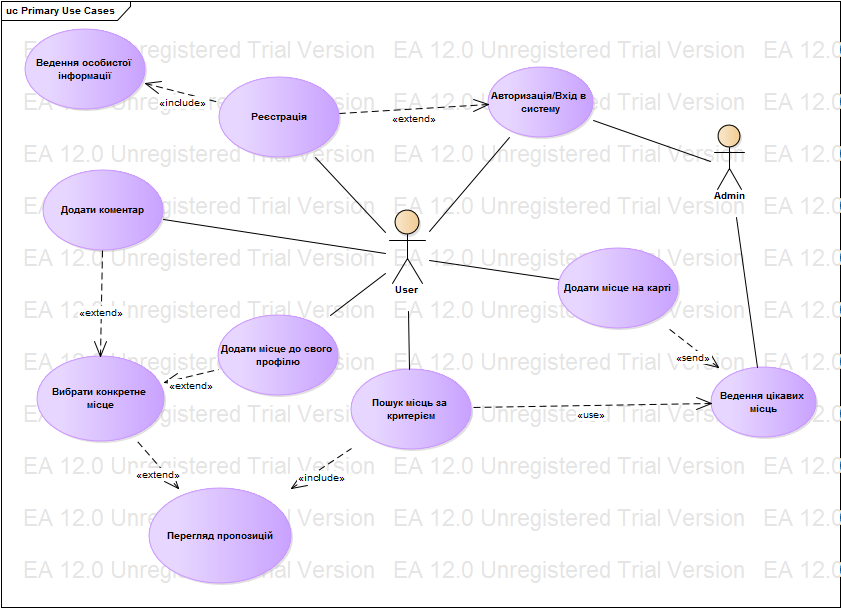 uc Primary Use Cases
EA 12.0 Unregistered Trial Version EA 12.0 Unregistered Trial Version EA 12.0
Ведення особистої
інформації
«include»
Реєстрація
«extend»
Авторизація/Вхід в
систему
Admin
Додати коментар
User
Додати місце на карті
«extend»
«send»
Додати місце до свого
профілю
«extend»
Вибрати конкретне
місце
Пошук місць за
критерієм
«use»
Ведення цікавих
місць
«extend»
«include»
Перегляд пропозицій